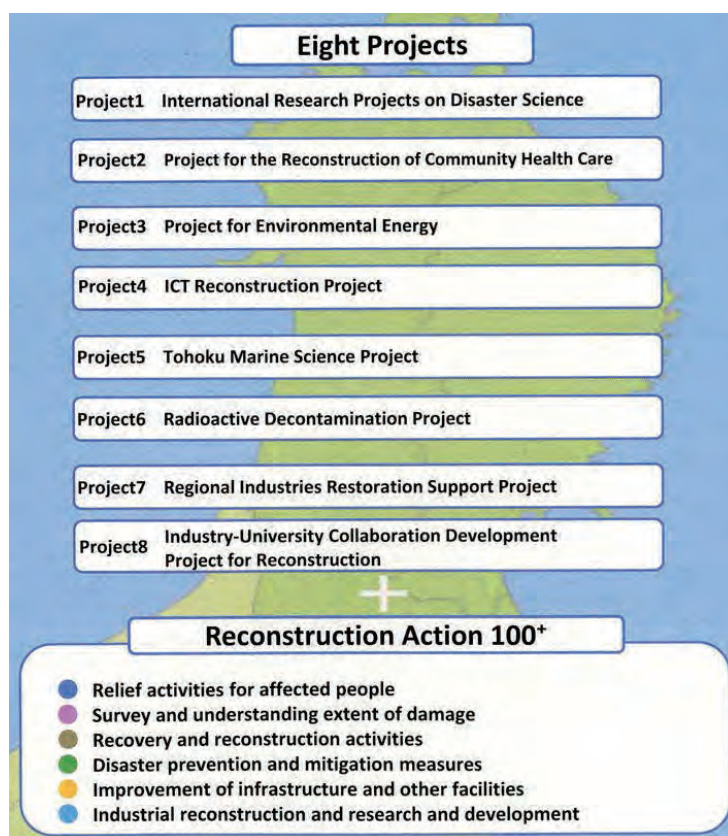 Eight Projects
Project1 International Research Projects on Disaster Science
Project2 Project for the Reconstruction of Community Health Care
Project3 Project for Environmental Energy
Project4 ICT Reconstruction Project
Project5 Tohoku Marine Science Project
Project6 Radioactive Decontamination Project
Project7 Regional Industries Restoration Support Project
Project8 Industry-University Collaboration Development
Project for Reconstruction
+
Reconstruction Action 100⁺
Relief activities for affected people
Survey and understanding extent of damage
Recovery and reconstruction activities
Disaster prevention and mitigation measures
Improvement of infrastructure and other facilities
Industrial reconstruction and research and development